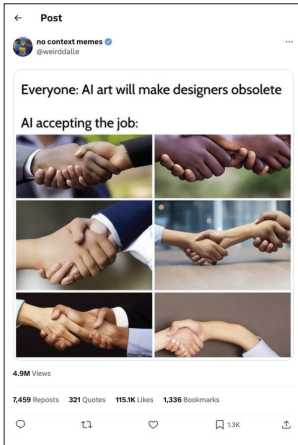 Post
no context memes
@weirddalle
Everyone: AI art will make designers obsolete
AI accepting the job:
4.9M Views
7,459 Reposts 321 Quotes 115.1K Likes 1,336 Bookmarks
1.3K